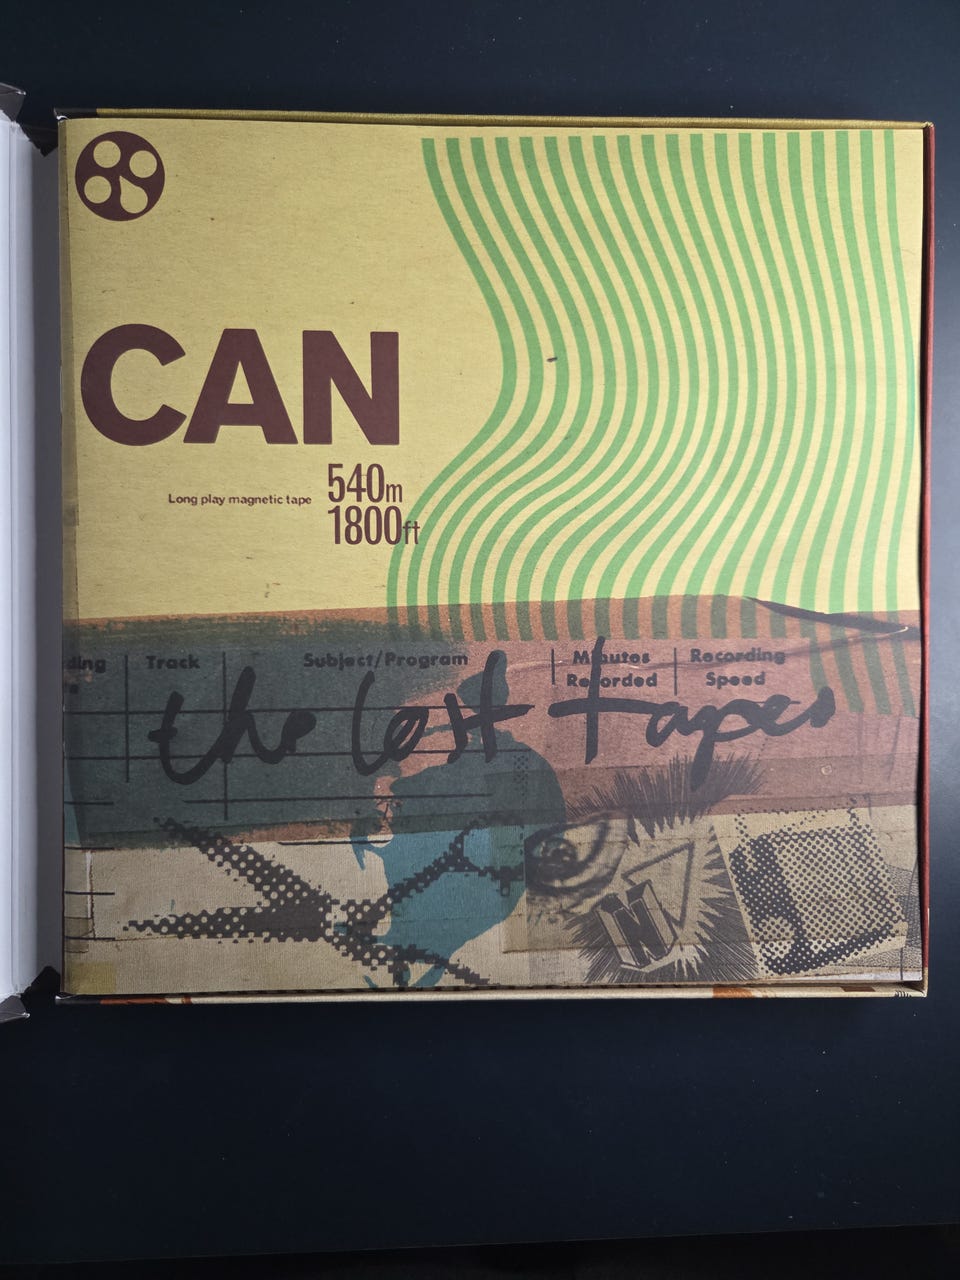 CAN
Long play magnetic tape
540m
1800ft
Track
Subject/Program
Minutes
Recorded
Recording
Speed
the lost tapes
N